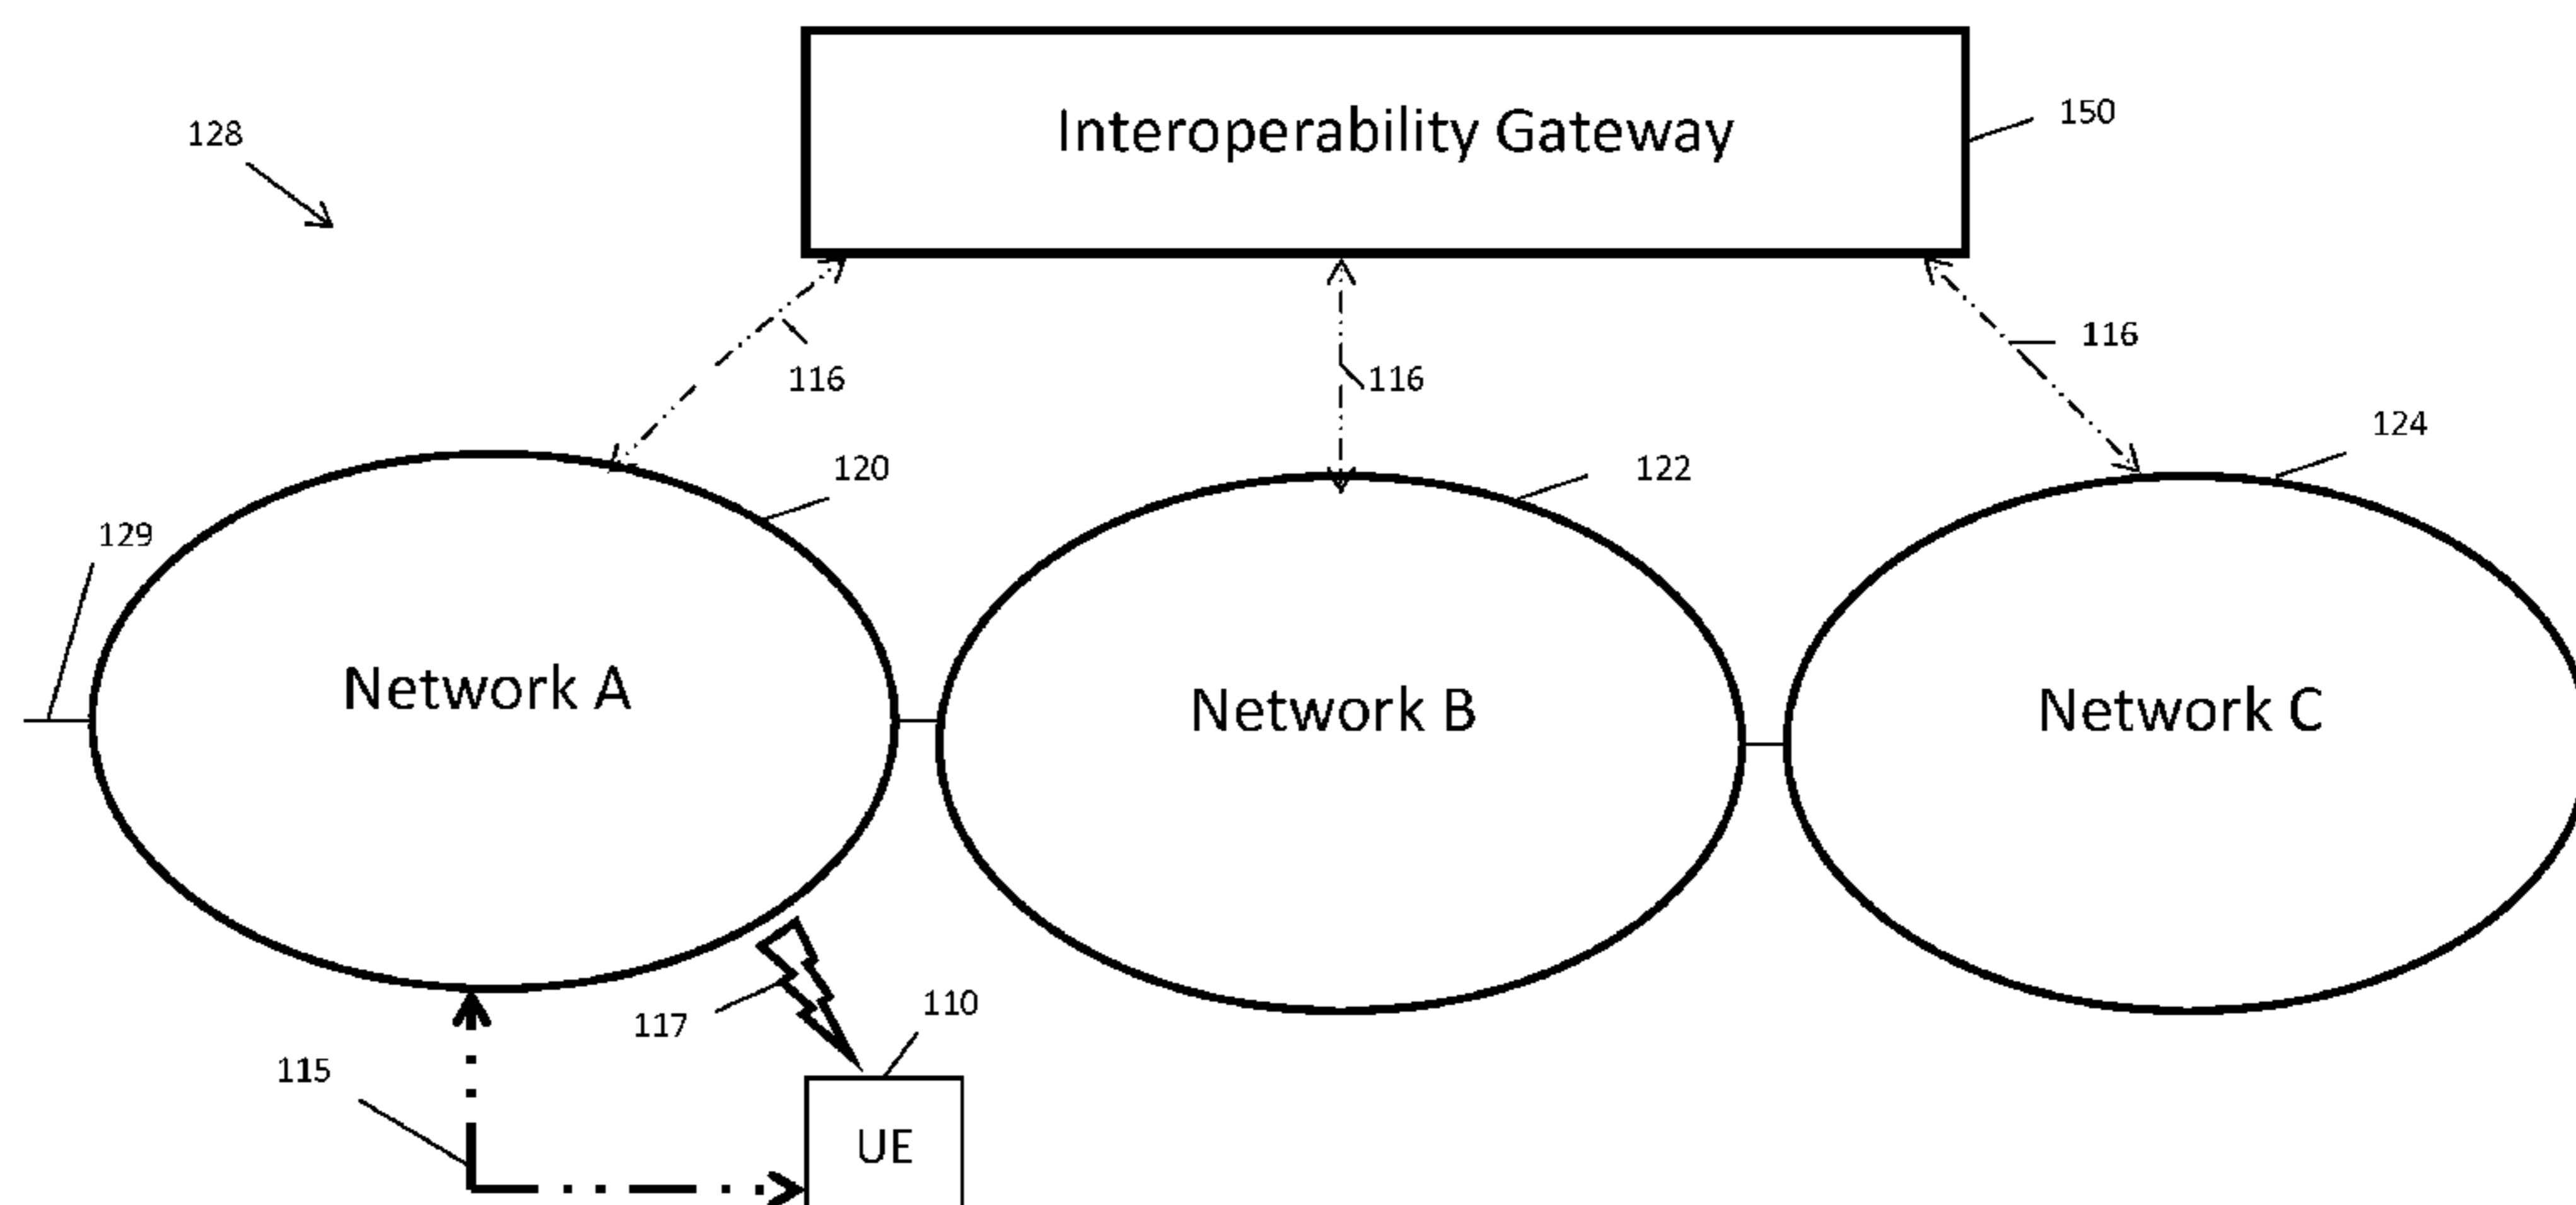 Interoperability Gateway
150
128
116
116
116
124
120
122
129
Network A
Network B
Network C
117
110
115
UE